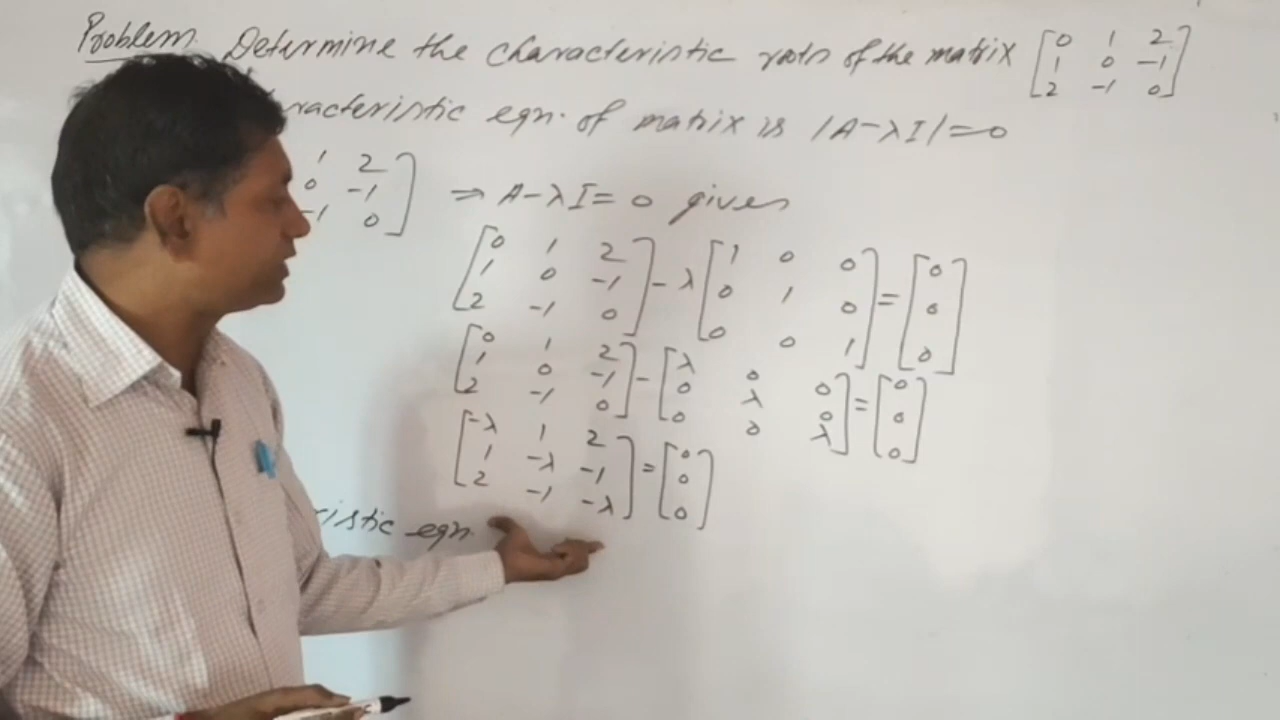 Problem. Determine the characteristic roots of the matrix [0 1 2
1 0 -1
2 -1 0]
racteristic eqn. of matrix is |A-λI|=0
1 2
0 -1
-1 0] ⇒ A-λI=0 gives
[0 1 2
1 0 -1
2 -1 0] - λ[1 0 0
0 1 0
0 0 1] = [0
0
0]
[0 1 2
1 0 -1
2 -1 0] - [λ 0 0
0 λ 0
0 0 λ] = [0
0
0]
[-λ 1 2
1 -λ -1
2 -1 -λ] = [0
0
0]
ristic eqn.